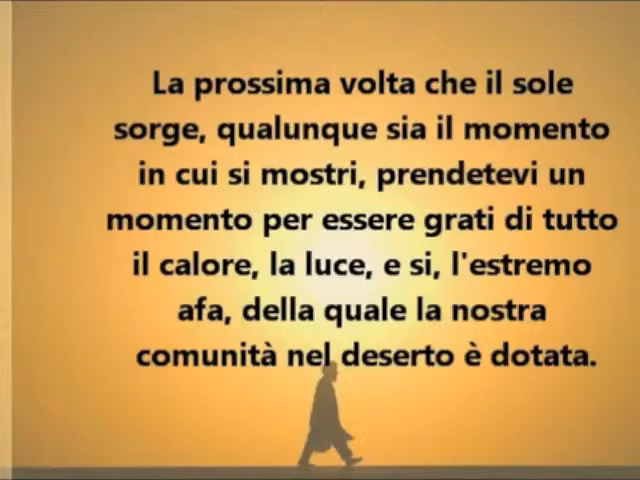 La prossima volta che il sole
sorge, qualunque sia il momento
in cui si mostri, prendetevi un
momento per essere grati di tutto
il calore, la luce, e si, l'estremo
afa, della quale la nostra
comunità nel deserto è dotata.